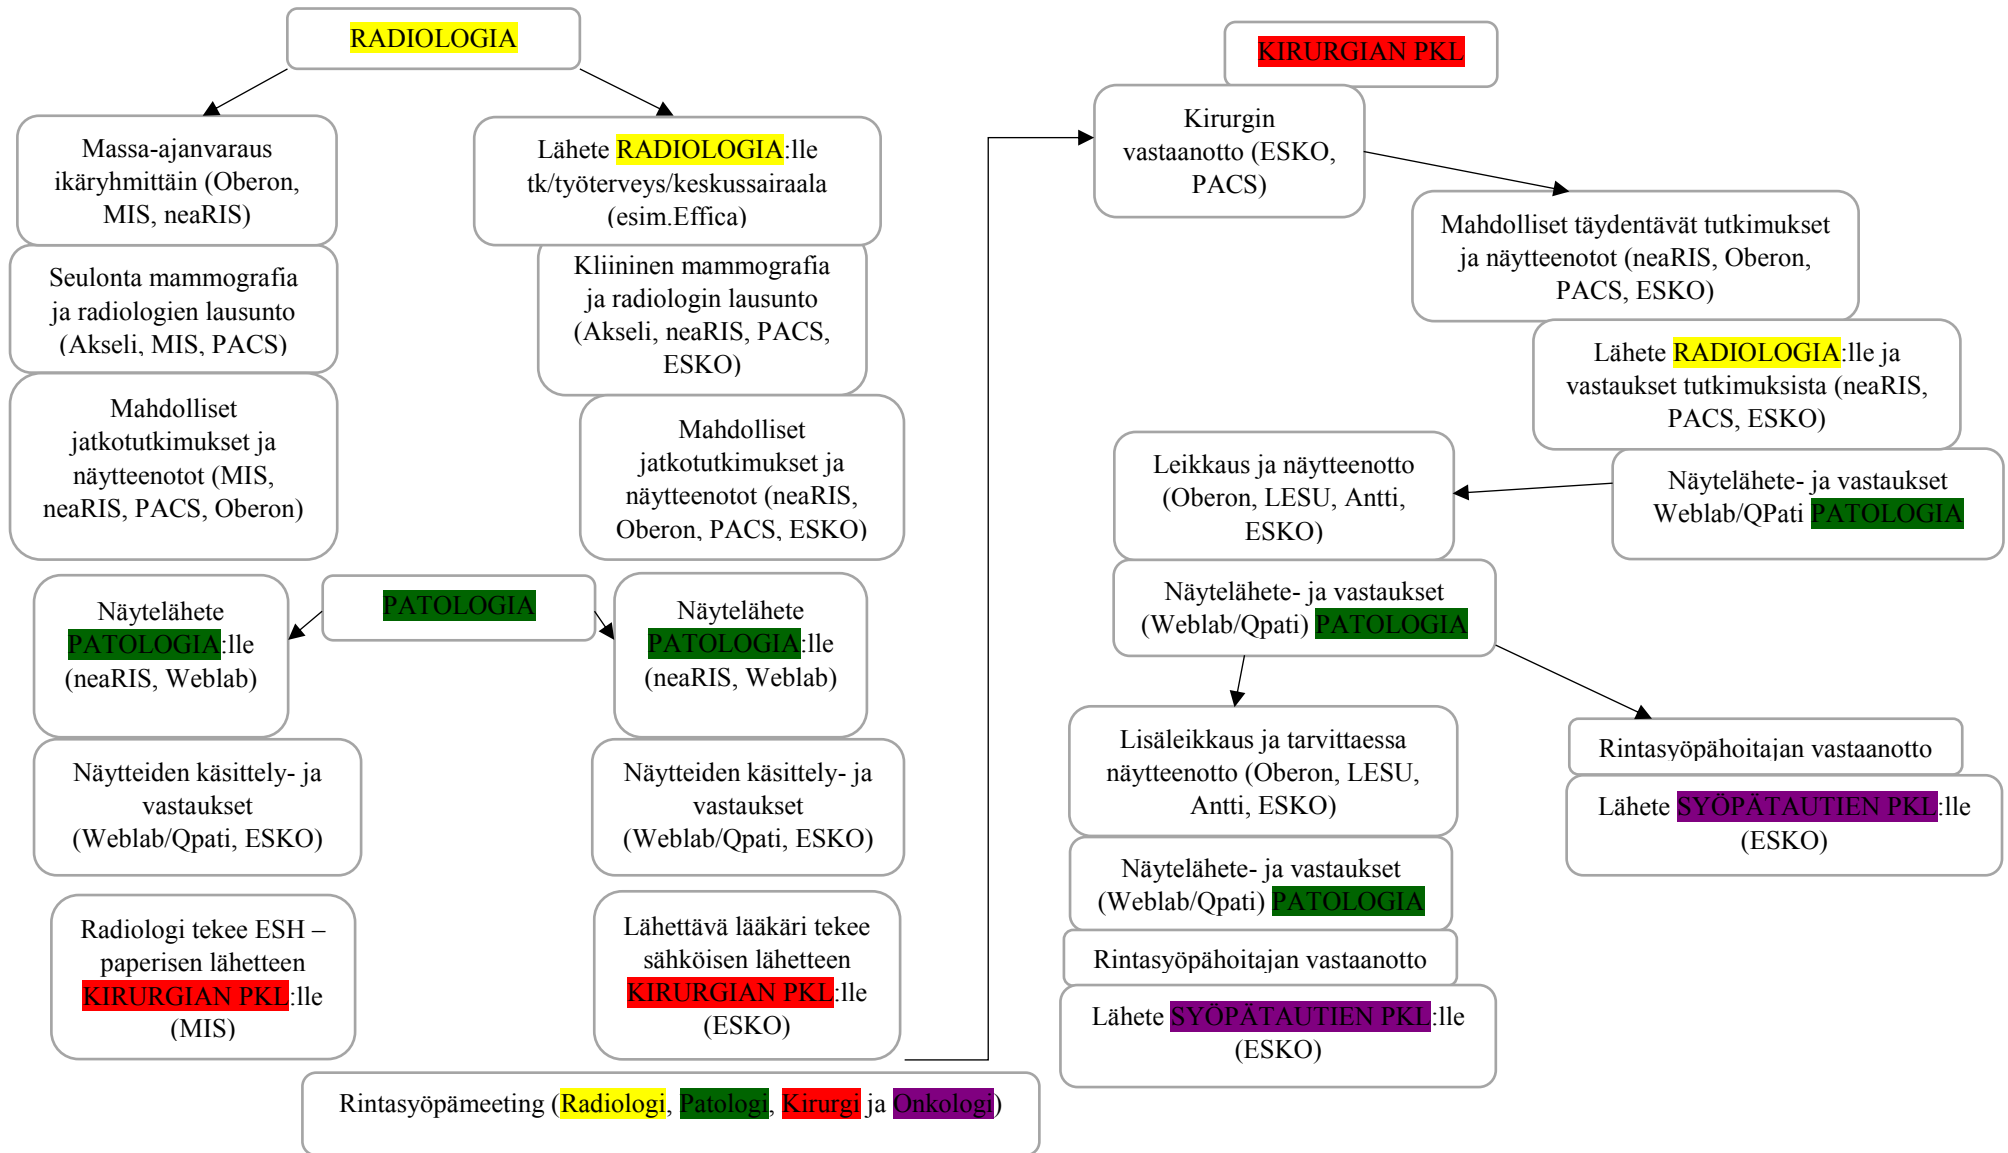 RADIOLOGIA
Massa-ajanvaraus
ikäryhmittäin (Oberon,
MIS, neaRIS)
Seulonta mammografia
ja radiologien lausunto
(Akseli, MIS, PACS)
Mahdolliset
jatkotutkimukset ja
näytteenotot (MIS,
neaRIS, PACS, Oberon)
Lähete RADIOLOGIA:lle
tk/työterveys/keskussairaala
(esim.Effica)
Kliininen mammografia
ja radiologin lausunto
(Akseli, neaRIS, PACS,
ESKO)
Mahdolliset
jatkotutkimukset ja
näytteenotot (neaRIS,
Oberon, PACS, ESKO)
PATOLOGIA
Näytelähete
PATOLOGIA:lle
(neaRIS, Weblab)
Näytteiden käsittely- ja
vastaukset
(Weblab/Qpati, ESKO)
Radiologi tekee ESH –
paperisen lähetteen
KIRURGIAN PKL:lle
(MIS)
Näytelähete
PATOLOGIA:lle
(neaRIS, Weblab)
Näytteiden käsittely- ja
vastaukset
(Weblab/Qpati, ESKO)
Lähettävä lääkäri tekee
sähköisen lähetteen
KIRURGIAN PKL:lle
(ESKO)
Rintasyöpämeeting (Radiologi, Patologi, Kirurgi ja Onkologi)
KIRURGIAN PKL
Kirurgin
vastaanotto (ESKO,
PACS)
Mahdolliset täydentävät tutkimukset
ja näytteenotot (neaRIS, Oberon,
PACS, ESKO)
Lähete RADIOLOGIA:lle ja
vastaukset tutkimuksista (neaRIS,
PACS, ESKO)
Näytelähete- ja vastaukset
Weblab/QPati PATOLOGIA
Leikkaus ja näytteenotto
(Oberon, LESU, Antti,
ESKO)
Näytelähete- ja vastaukset
(Weblab/Qpati) PATOLOGIA
Lisäleikkaus ja tarvittaessa
näytteenotto (Oberon, LESU,
Antti, ESKO)
Näytelähete- ja vastaukset
(Weblab/Qpati) PATOLOGIA
Rintasyöpähoitajan vastaanotto
Lähete SYÖPÄTAUTIEN PKL:lle
(ESKO)
Rintasyöpähoitajan vastaanotto
Lähete SYÖPÄTAUTIEN PKL:lle
(ESKO)